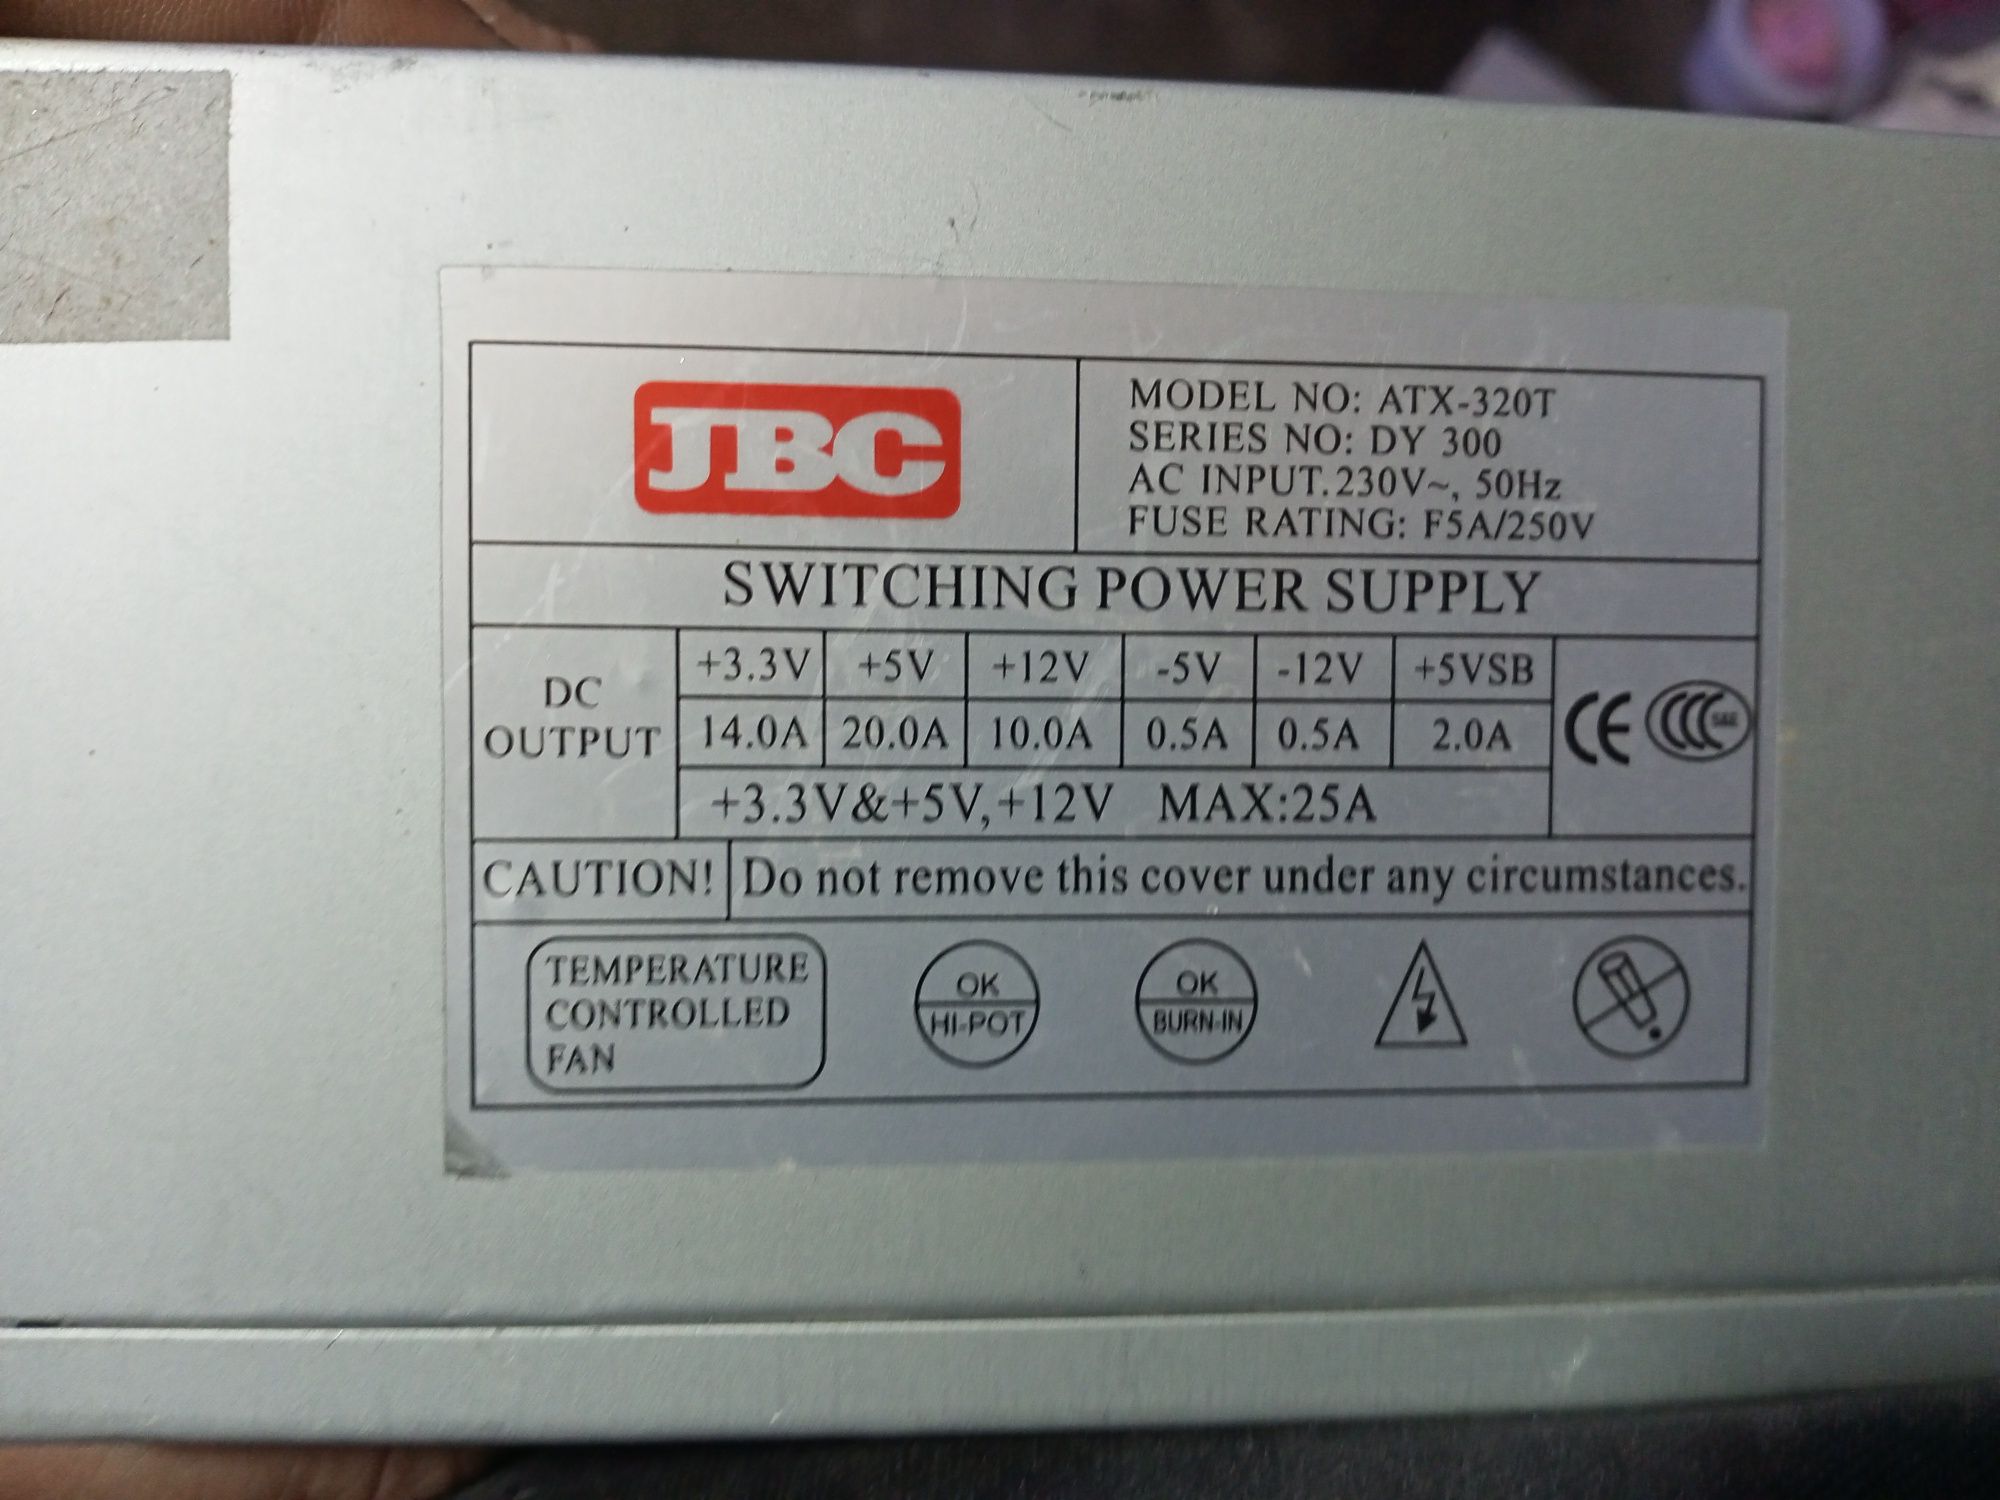 JBC
MODEL NO: ATX-320T
SERIES NO: DY 300
AC INPUT.230V~, 50Hz
FUSE RATING: F5A/250V
SWITCHING POWER SUPPLY
DC OUTPUT
+3.3V +5V +12V -5V -12V +5VSB
14.0A 20.0A 10.0A 0.5A 0.5A 2.0A
+3.3V&+5V,+12V MAX:25A
CE CCC S&E
CAUTION! Do not remove this cover under any circumstances.
TEMPERATURE
CONTROLLED
FAN
OK
HI-POT
OK
BURN-IN